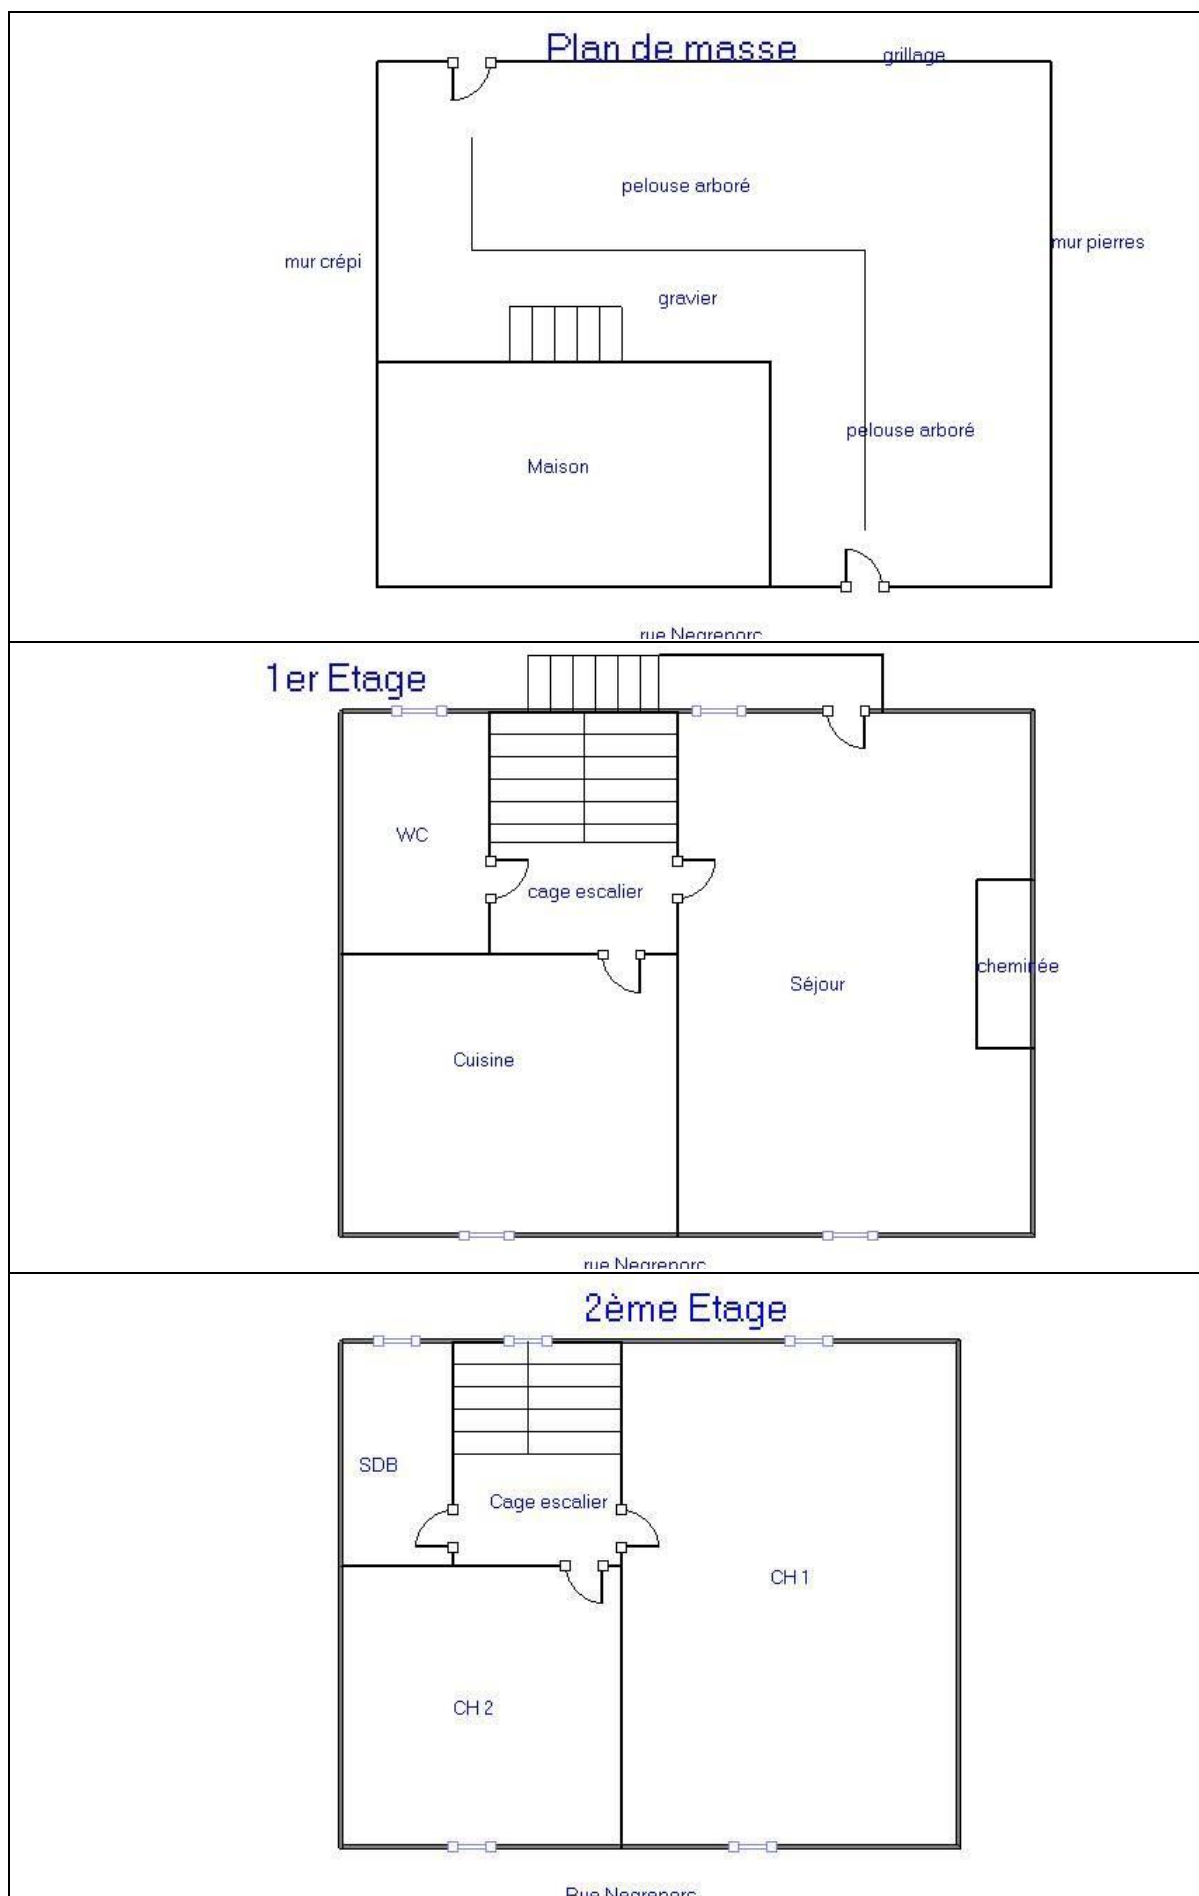 Plan de masse
grillage
pelouse arboré
mur pierres
mur crépi
gravier
pelouse arboré
Maison
rue Negreporc
1er Etage
WC
cage escalier
cheminée
Séjour
Cuisine
rue Negreporc
2ème Etage
SDB
Cage escalier
CH 1
CH 2
Rue Negreporc